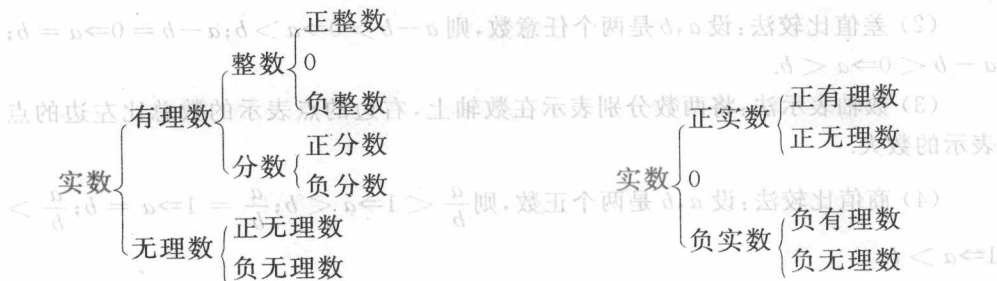 实数
有理数
整数
正整数
0
负整数
分数
正分数
负分数
无理数
正无理数
负无理数
实数
正实数
正有理数
正无理数
0
负实数
负有理数
负无理数